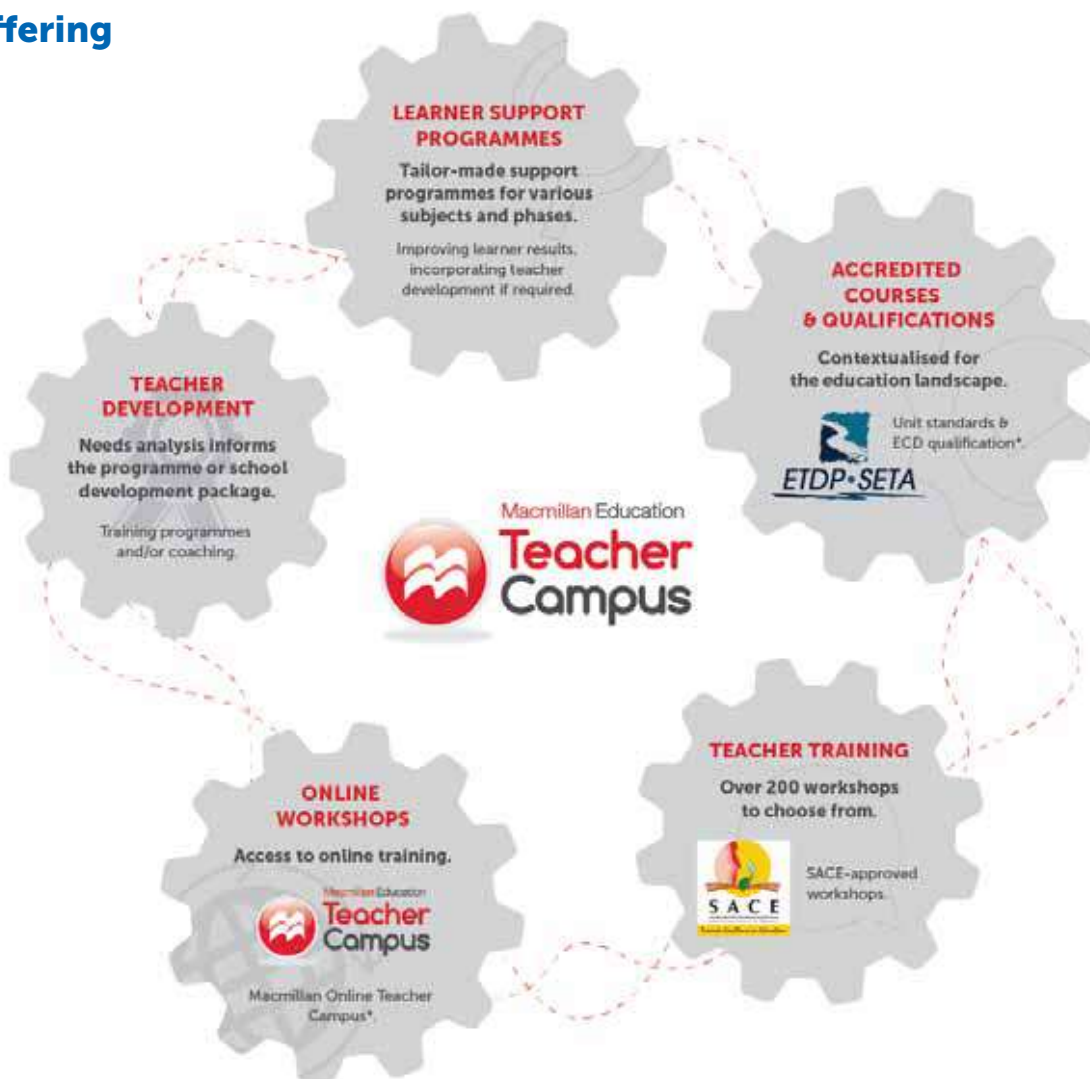 ffering
LEARNER SUPPORT
PROGRAMMES
Tailor-made support
programmes for various
subjects and phases.
Improving learner results,
incorporating teacher
development if required.
ACCREDITED
COURSES
& QUALIFICATIONS
Contextualised for
the education landscape.
Unit standards &
ECD qualification*.
ETDP•SETA
TEACHER
DEVELOPMENT
Needs analysis informs
the programme or school
development package.
Training programmes
and/or coaching.
Macmillan Education
Teacher
Campus
TEACHER TRAINING
Over 200 workshops
to choose from.
SACE
SACE-approved
workshops.
ONLINE
WORKSHOPS
Access to online training.
Macmillan Education
Teacher
Campus
Macmillan Online Teacher
Campus*.